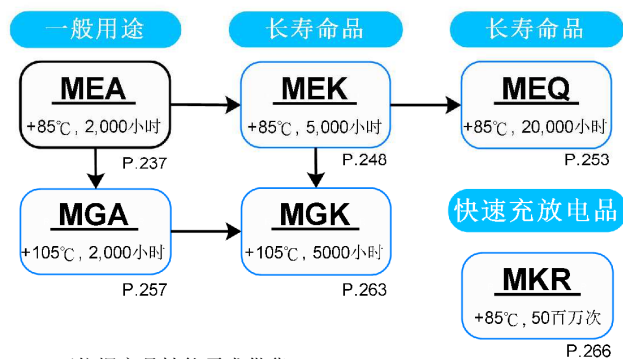 一般用途
长寿命品
长寿命品
MEA
+85℃, 2,000小时
P.237
MEK
+85℃, 5,000小时
P.248
MEQ
+85℃, 20,000小时
P.253
MGA
+105℃, 2,000小时
P.257
MGK
+105℃, 5000小时
P.263
快速充放电品
MKR
+85℃, 50百万次
P.266